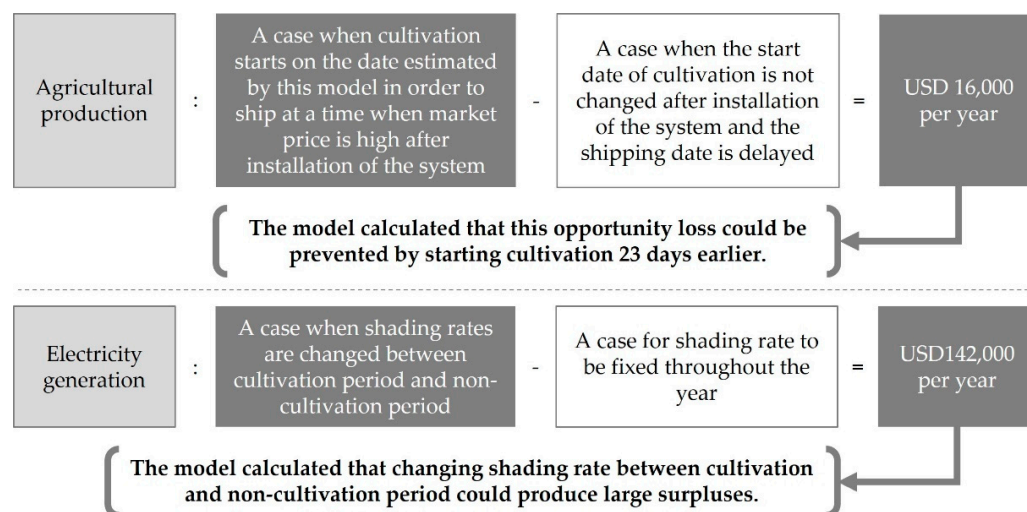 Agricultural
production
:
A case when cultivation
starts on the date estimated
by this model in order to
ship at a time when market
price is high after
installation of the system
-
A case when the start
date of cultivation is not
changed after installation
of the system and the
shipping date is delayed
=
USD 16,000
per year
The model calculated that this opportunity loss could be
prevented by starting cultivation 23 days earlier.
Electricity
generation
:
A case when shading rates
are changed between
cultivation period and non-
cultivation period
-
A case for shading rate to
be fixed throughout the
year
=
USD142,000
per year
The model calculated that changing shading rate between cultivation
and non-cultivation period could produce large surpluses.